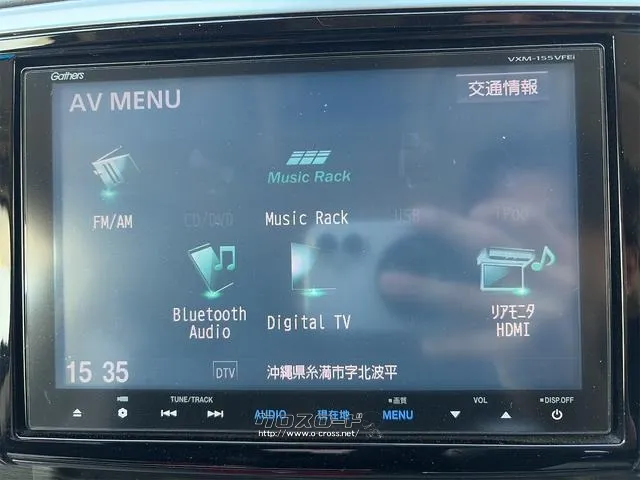 Gathers
VXM-155VFEi
AV MENU
交通情報
Music Rack
FM/AM
CD/DVD
Music Rack
USB
iPod
Bluetooth
Audio
Digital TV
リアモニタ
HDMI
15 35
DTV
沖縄県糸満市字北波平
TUNE/TRACK
画質
VOL
DISP.OFF
AUDIO
現在地
MENU
クロスロード
http://www.o-cross.net/